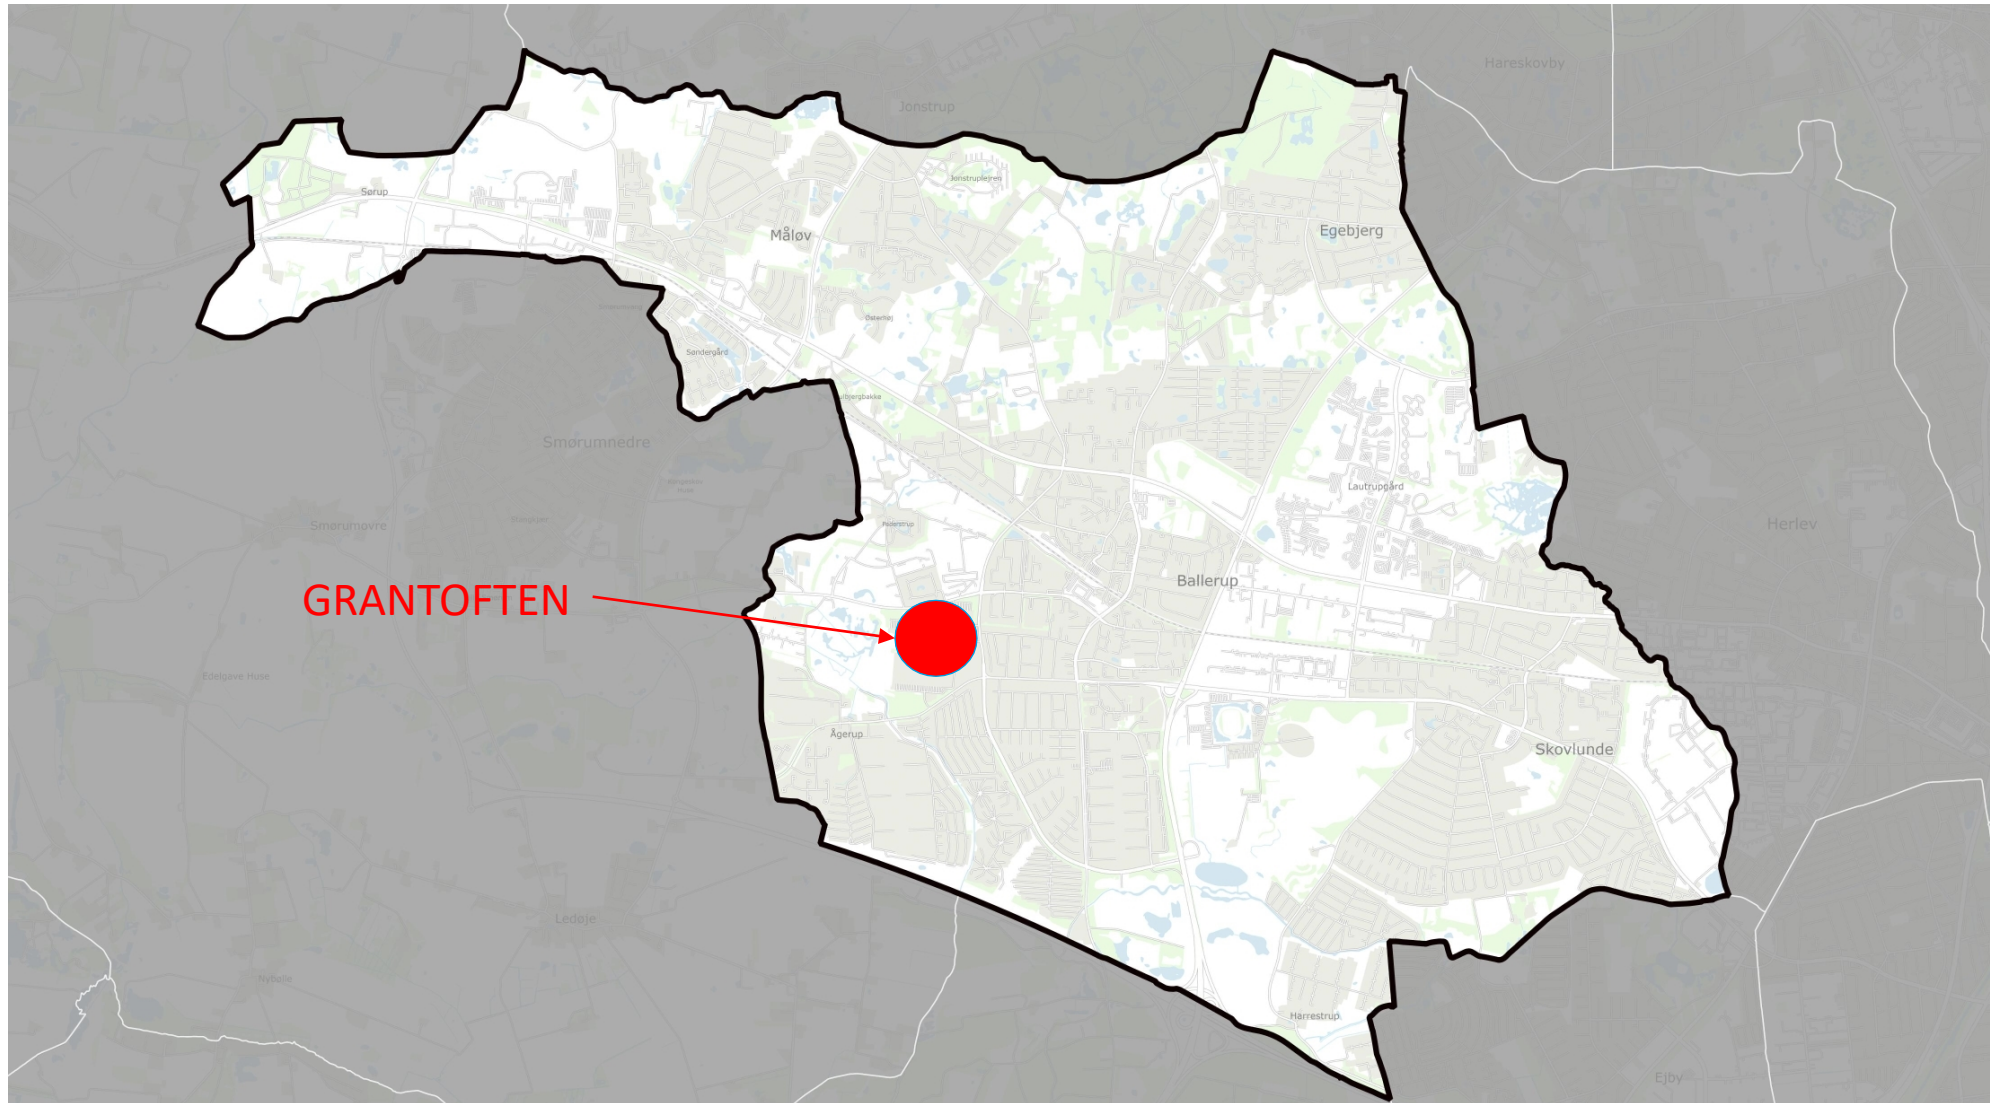 Hareskovby
Jonstrup
Jonstruplejren
Sørup
Måløv
Egebjerg
Østerhøj
Søndergård
Smørumnedre
Lautrupgård
Smørumovre
Pederstrup
Herlev
Ballerup
GRANTOFTEN
Edelgave Huse
Ågerup
Skovlunde
Ledøje
Nybølle
Harrestrup
Ejby